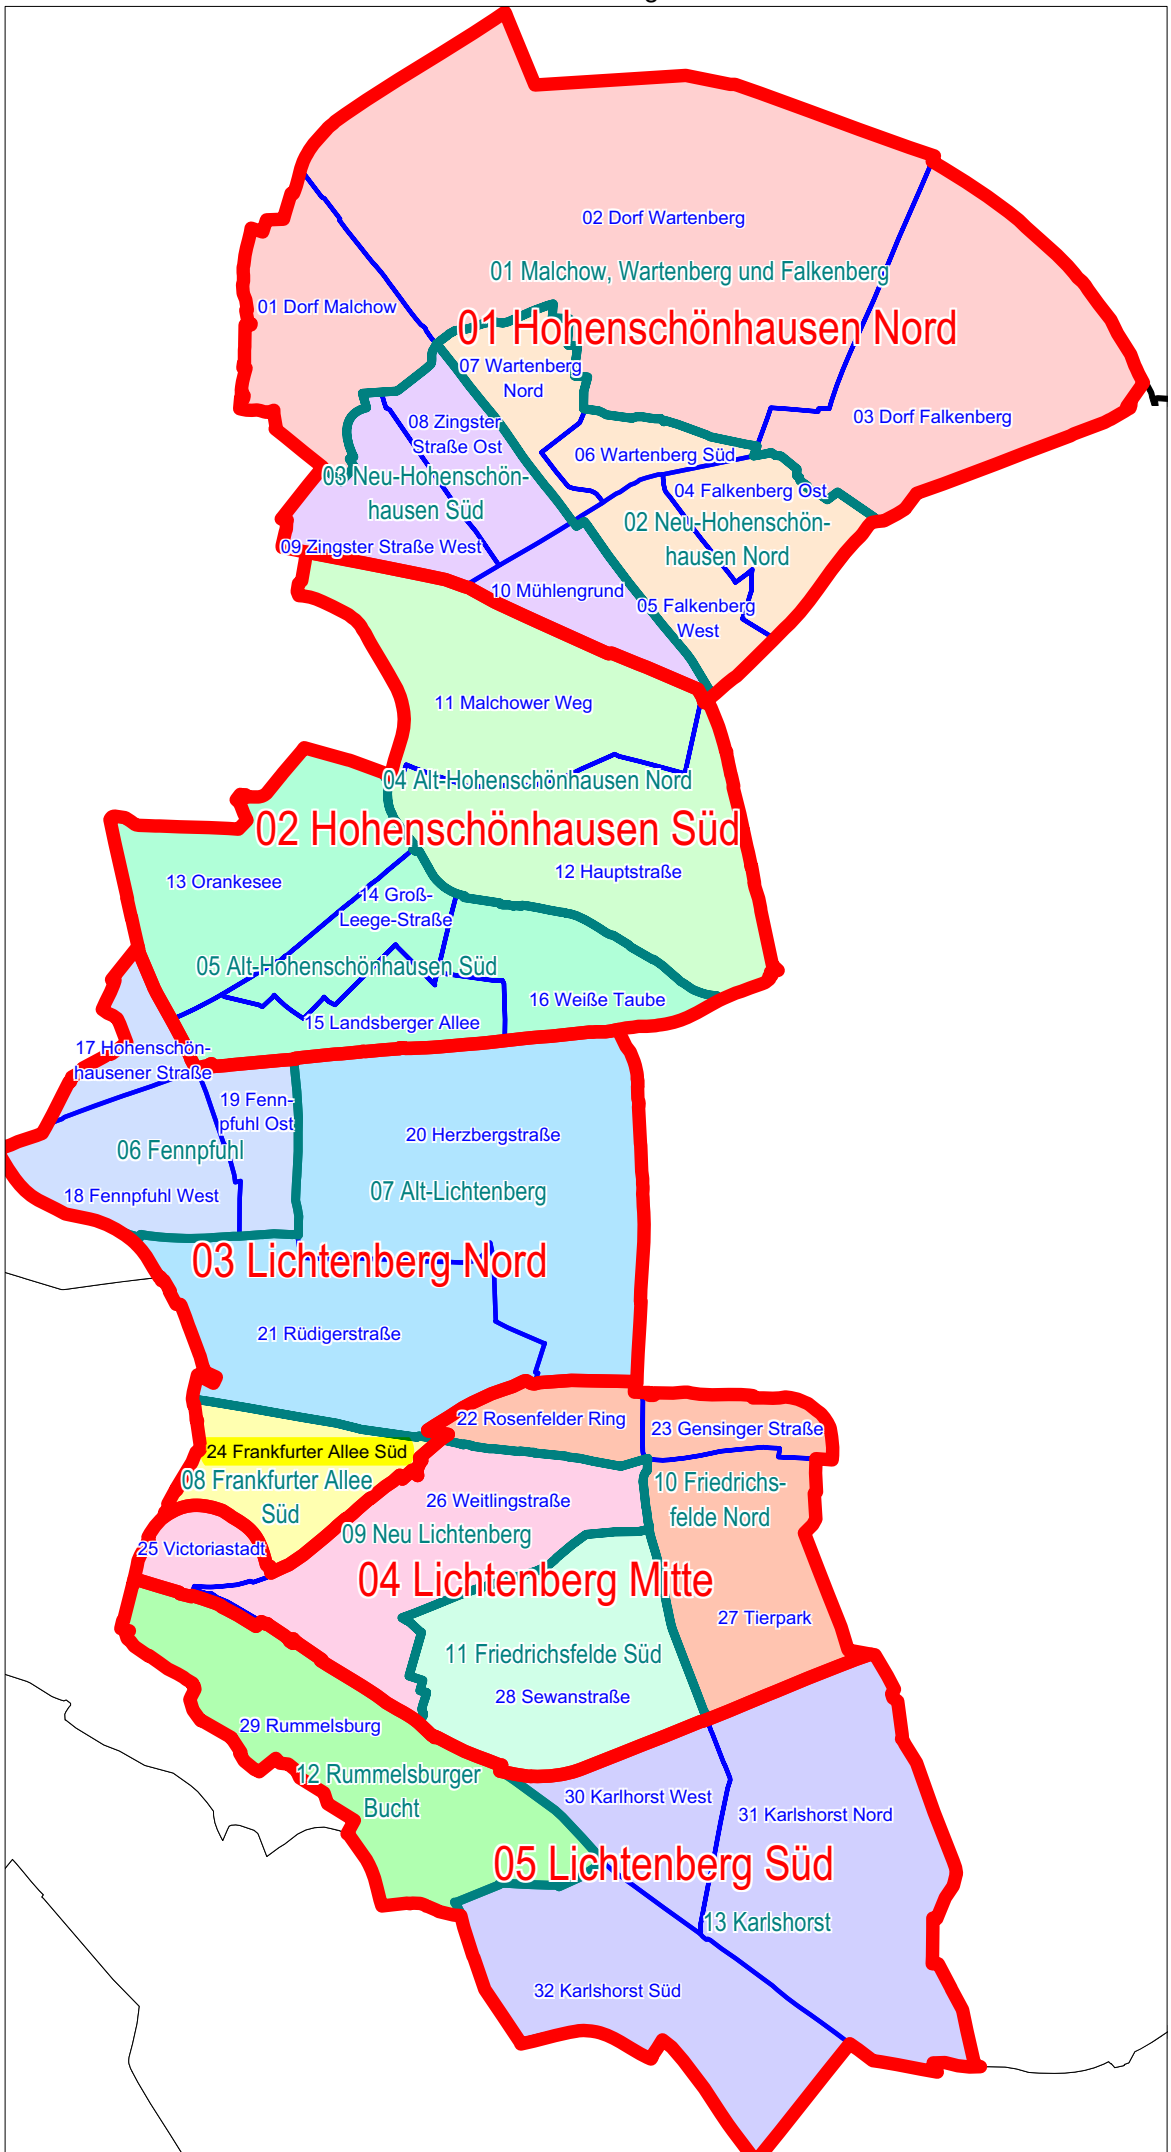 02 Dorf Wartenberg
01 Malchow, Wartenberg und Falkenberg
01 Dorf Malchow
01 Hohenschönhausen Nord
07 Wartenberg
Nord
03 Dorf Falkenberg
08 Zingster
Straße Ost
06 Wartenberg Süd
03 Neu-Hohenschön-
hausen Süd
04 Falkenberg Ost
02 Neu-Hohenschön-
hausen Nord
09 Zingster Straße West
10 Mühlengrund
05 Falkenberg
West
11 Malchower Weg
04 Alt-Hohenschönhausen Nord
02 Hohenschönhausen Süd
12 Hauptstraße
13 Orankesee
14 Groß-
Leege-Straße
05 Alt-Hohenschönhausen Süd
16 Weiße Taube
15 Landsberger Allee
17 Hohenschön-
hausener Straße
19 Fenn-
pfuhl Ost
20 Herzbergstraße
06 Fennpfuhl
18 Fennpfuhl West
07 Alt-Lichtenberg
03 Lichtenberg Nord
21 Rüdigerstraße
22 Rosenfelder Ring
23 Gensinger Straße
24 Frankfurter Allee Süd
08 Frankfurter Allee
Süd
10 Friedrichs-
felde Nord
26 Weitlingstraße
09 Neu Lichtenberg
25 Victoriastadt
04 Lichtenberg Mitte
27 Tierpark
11 Friedrichsfelde Süd
28 Sewanstraße
29 Rummelsburg
12 Rummelsburger
Bucht
30 Karlhorst West
31 Karlshorst Nord
05 Lichtenberg Süd
13 Karlshorst
32 Karlshorst Süd